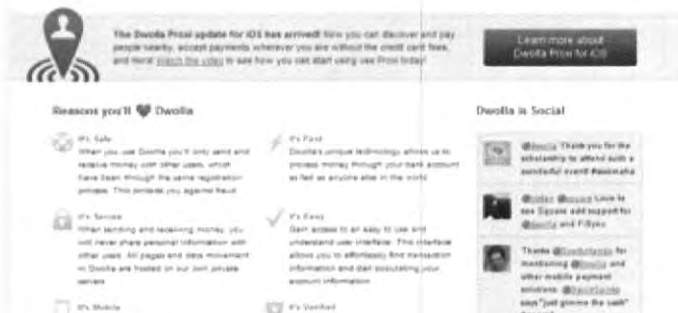 The Dwolla Proxi update for iOS has arrived! Now you can discover and pay
people nearby, accept payments wherever you are without the credit card fees,
and more! Watch the video to see how you can start using use Proxi today!
Learn more about
Dwolla Proxi for iOS
Reasons you'll Dwolla
It's Safe
When you use Dwolla you'll only send and
receive money with other users, which
have been through the same registration
process. This protects you against fraud.
It's Fast
Dwolla's unique technology allows us to
process money through your bank account
as fast as anyone else in the world.
It's Secure
When sending and receiving money, you
will never share personal information with
other users. All pages and data movement
in Dwolla are hosted on our own private
servers.
It's Easy
Gain access to an easy to use and
understand user interface. This interface
allows you to effortlessly find transaction
information and start populating your
account information.
It's Mobile
It's Verified
Dwolla is Social
@dwolla Thank you for the
scholarship to attend such a
wonderful event!
@square Love to
see Square add support for
@dwolla and FiSync
Thanks for
mentioning @Dwolla and
other mobile payment
solutions.
says "just gimme the cash"